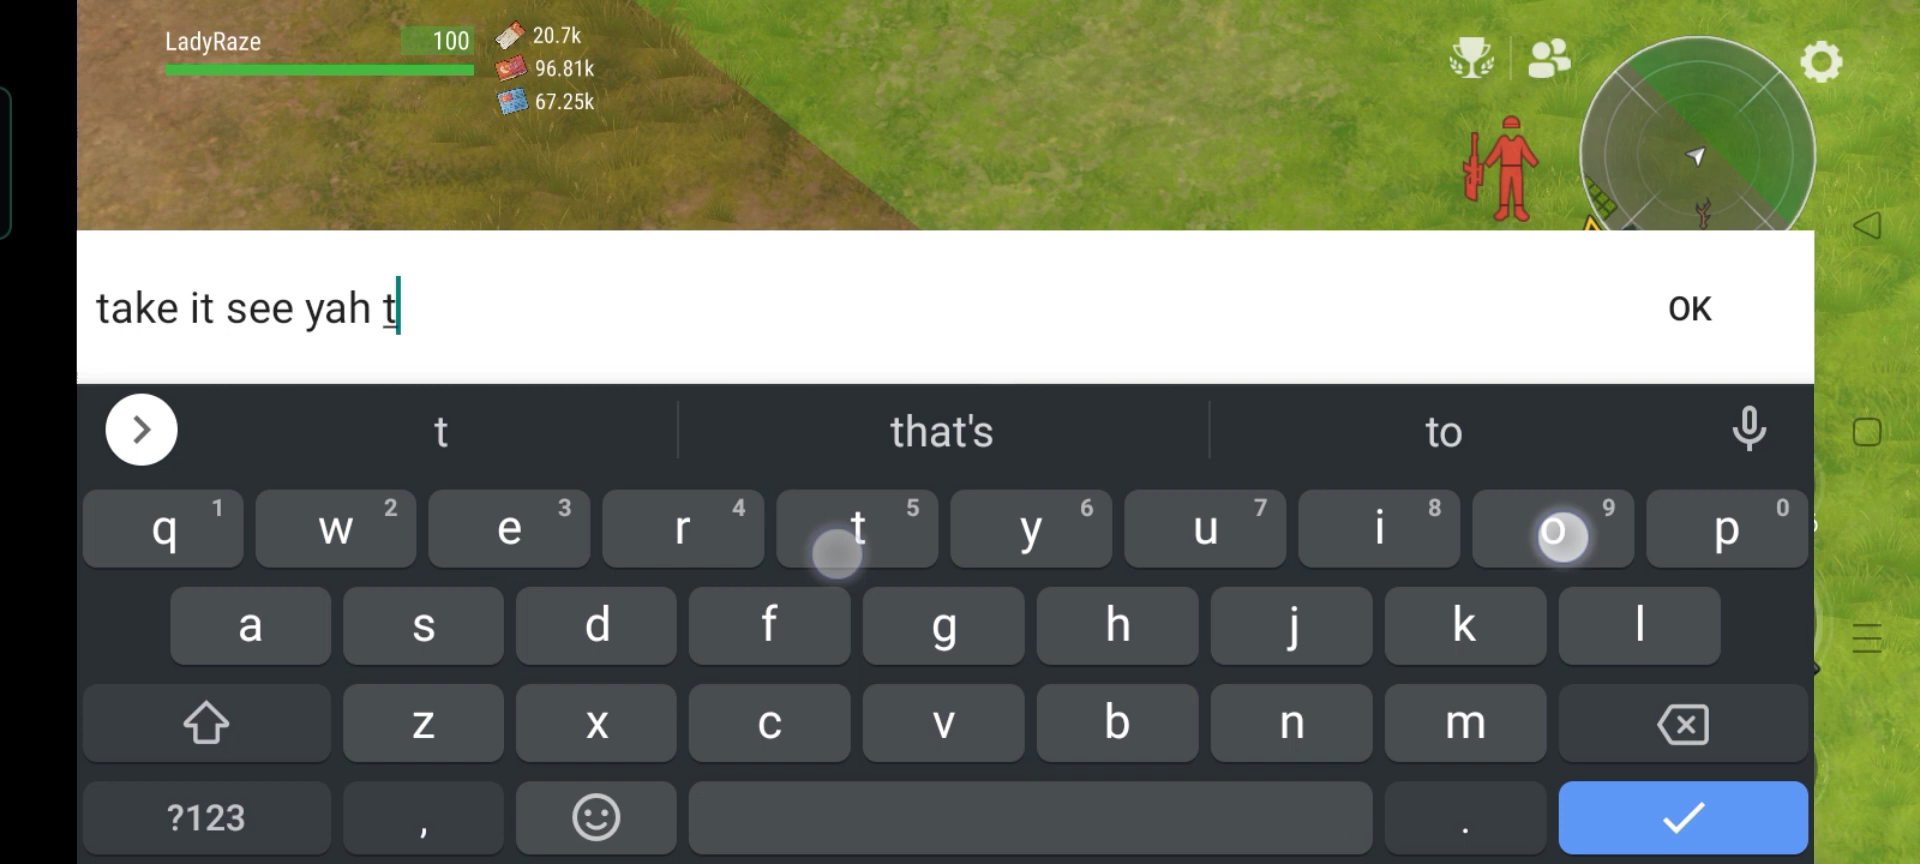 LadyRaze 100 20.7k
96.81k
67.25k
take it see yah t OK
t that's to
q 1 w 2 e 3 r 4 t 5 y 6 u 7 i 8 o 9 p 0
a s d f g h j k l
z x c v b n m
?123 , .